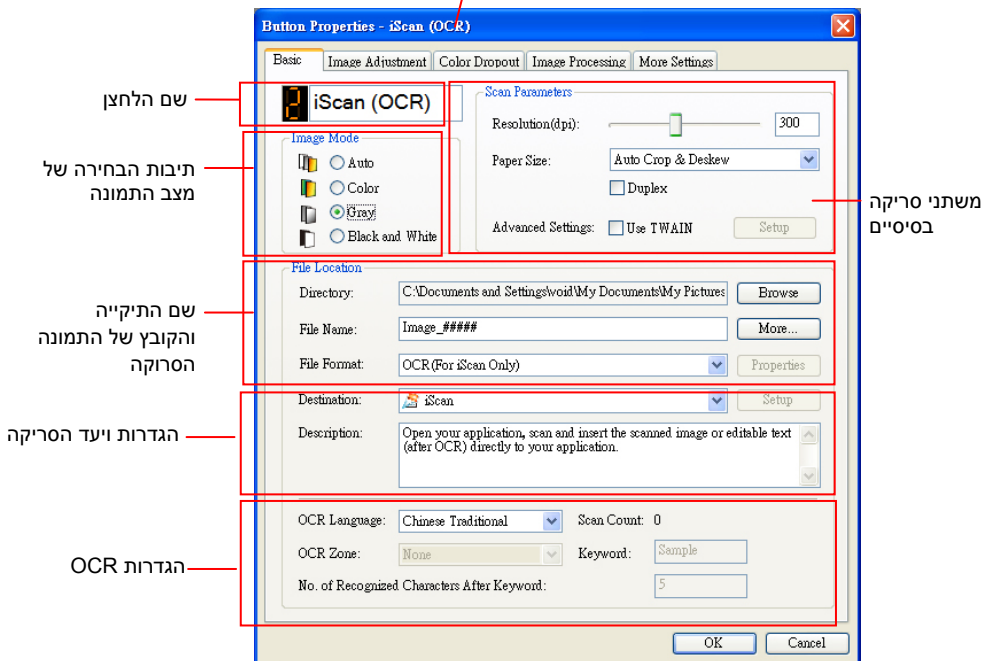 Button Properties - iScan (OCR)
Basic Image Adjustment Color Dropout Image Processing More Settings
שם הלחצן
2 iScan (OCR)
Image Mode
Auto
Color
Gray
Black and White
תיבות הבחירה של
מצב התמונה
Scan Parameters
Resolution(dpi): 300
Paper Size: Auto Crop & Deskew
Duplex
Advanced Settings: Use TWAIN Setup
משתני סריקה
בסיסיים
File Location
Directory: C:\Documents and Settings\void\My Documents\My Pictures Browse
File Name: Image_##### More...
File Format: OCR(For iScan Only) Properties
שם התיקייה
והקובץ של התמונה
הסרוקה
Destination: iScan Setup
Description: Open your application, scan and insert the scanned image or editable text
(after OCR) directly to your application.
הגדרות ויעד הסריקה
OCR Language: Chinese Traditional Scan Count: 0
OCR Zone: None Keyword: Sample
No. of Recognized Characters After Keyword: 5
הגדרות OCR
OK Cancel